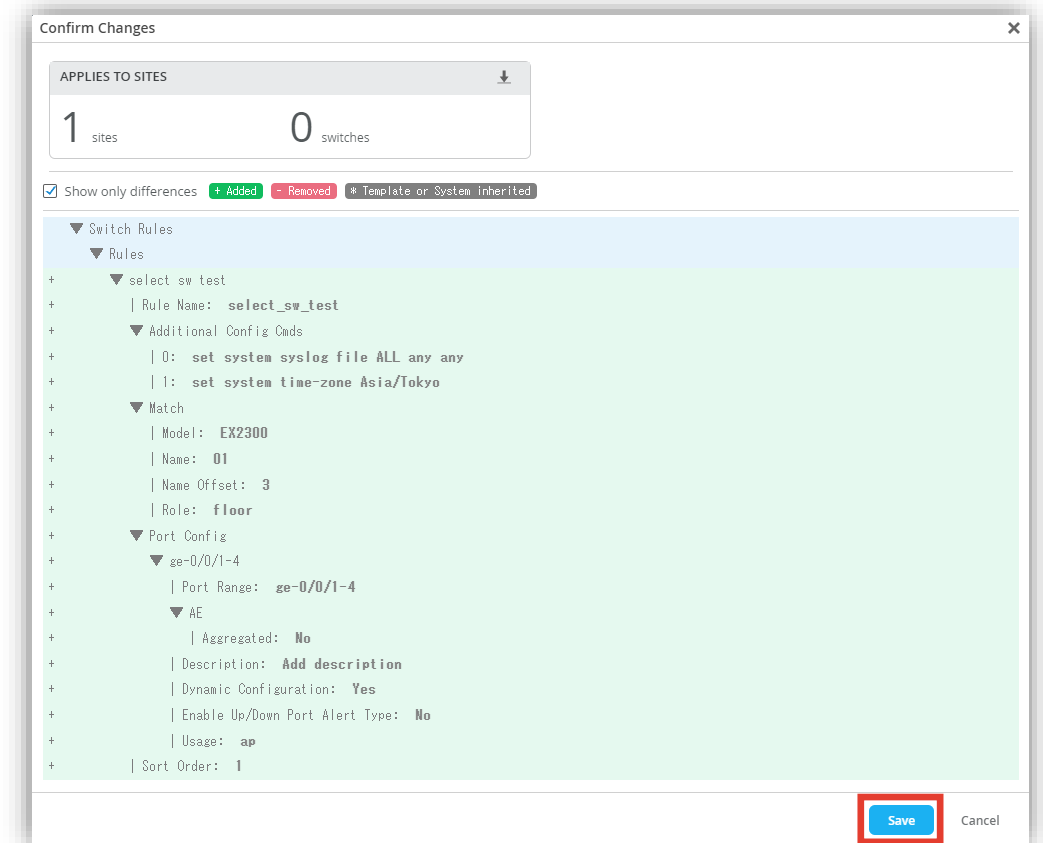 Confirm Changes
APPLIES TO SITES
1 sites 0 switches
Show only differences + Added - Removed * Template or System inherited
Switch Rules
Rules
+ select sw test
+ | Rule Name: select_sw_test
+ Additional Config Cmds
+ | 0: set system syslog file ALL any any
+ | 1: set system time-zone Asia/Tokyo
+ Match
+ | Model: EX2300
+ | Name: 01
+ | Name Offset: 3
+ | Role: floor
+ Port Config
+ ge-0/0/1-4
+ | Port Range: ge-0/0/1-4
+ AE
+ | Aggregated: No
+ | Description: Add description
+ | Dynamic Configuration: Yes
+ | Enable Up/Down Port Alert Type: No
+ | Usage: ap
+ | Sort Order: 1
Save Cancel